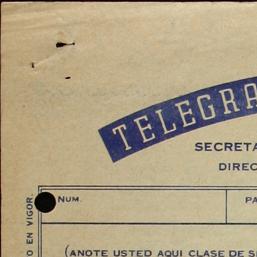 TELEGRA
SECRETA
DIREC
NUM.
PA
(ANOTE USTED AQUI CLASE DE S
O EN VIGOR.